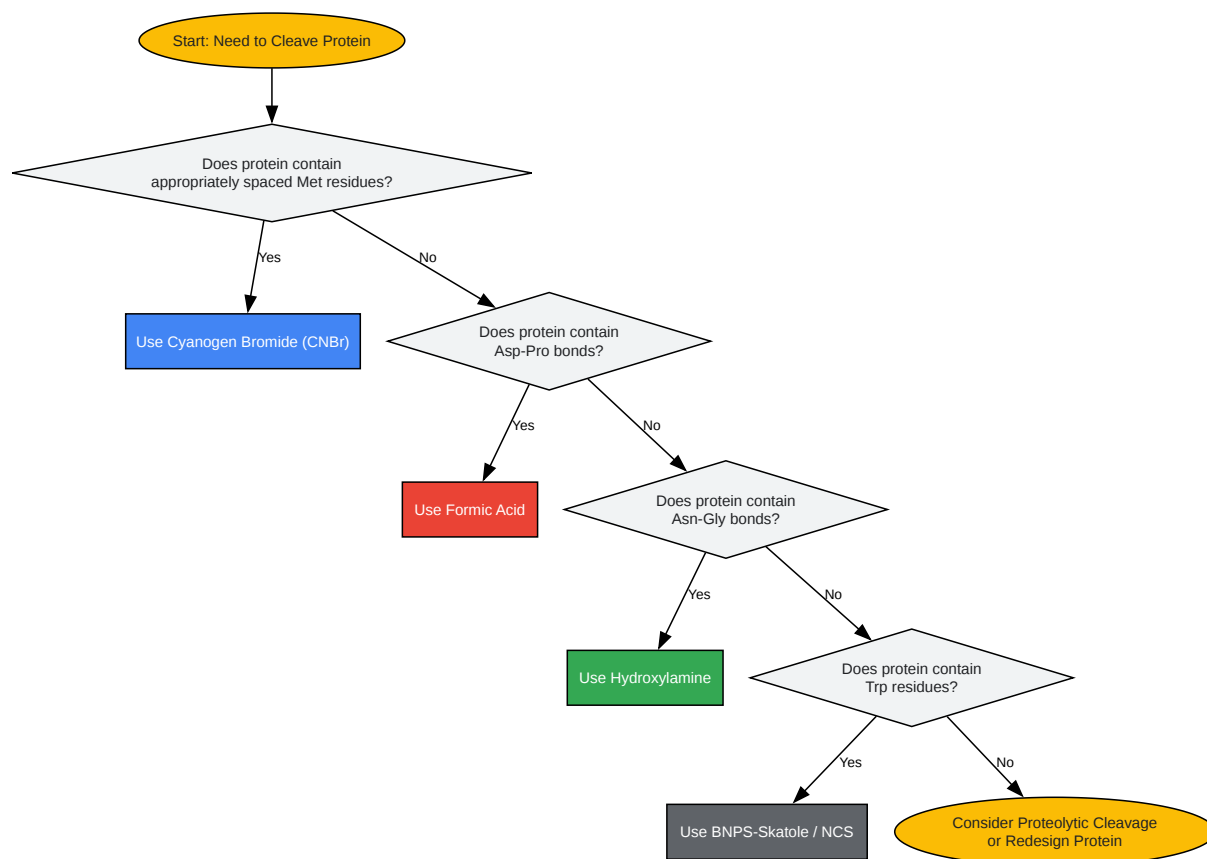 Start: Need to Cleave Protein
Does protein contain
appropriately spaced Met residues?
Yes
No
Use Cyanogen Bromide (CNBr)
Does protein contain
Asp-Pro bonds?
Yes
No
Use Formic Acid
Does protein contain
Asn-Gly bonds?
Yes
No
Use Hydroxylamine
Does protein contain
Trp residues?
Yes
No
Use BNPS-Skatole / NCS
Consider Proteolytic Cleavage
or Redesign Protein